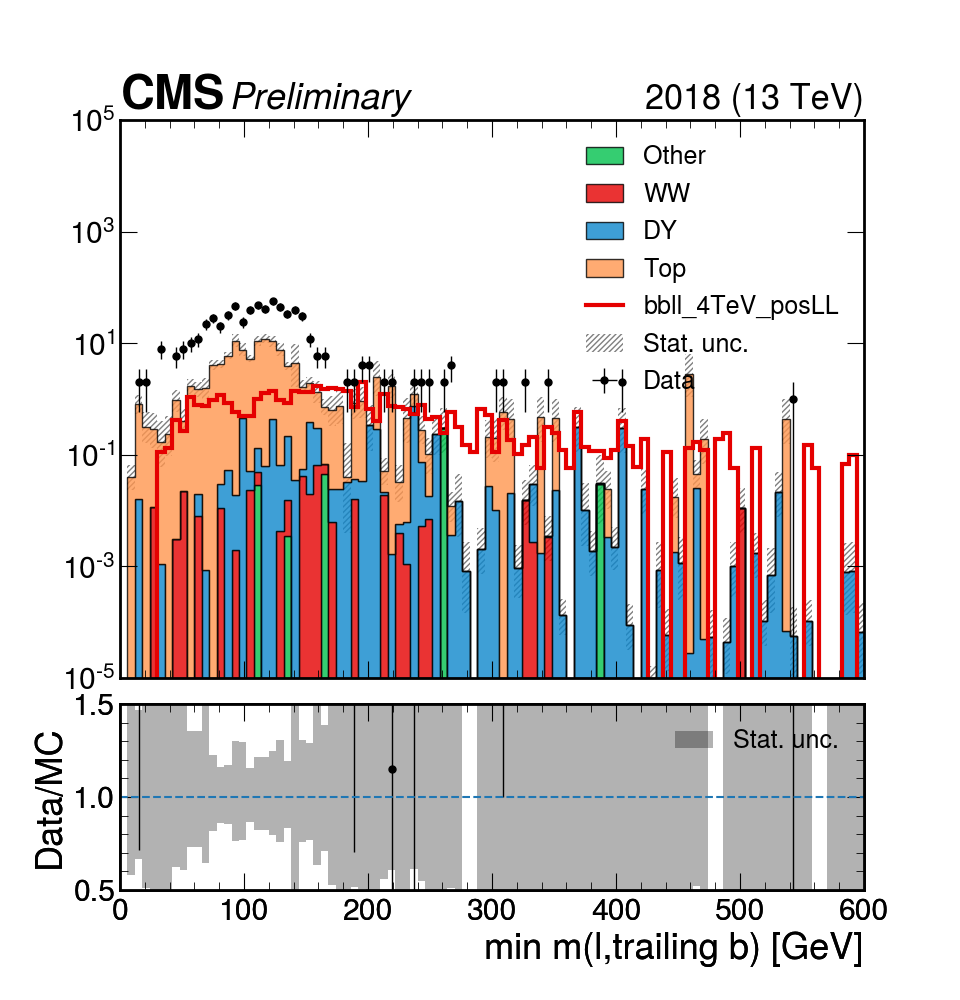 CMS Preliminary 2018 (13 TeV)
10^5
10^3
10^1
10^-1
10^-3
10^-5
Other
WW
DY
Top
bbll_4TeV_posLL
Stat. unc.
Data
1.5
1.0
0.5
Data/MC
Stat. unc.
0 100 200 300 400 500 600
min m(l,trailing b) [GeV]